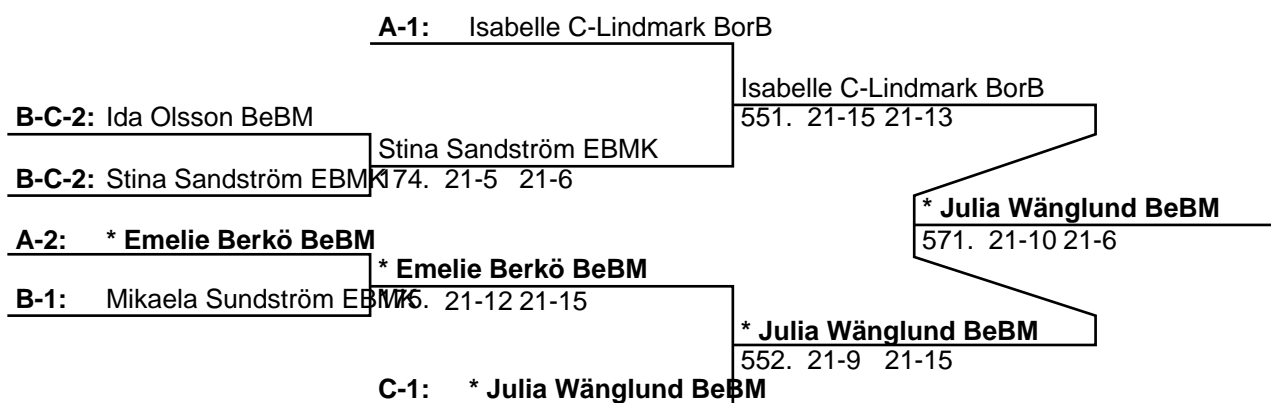 A-1: Isabelle C-Lindmark BorB
Isabelle C-Lindmark BorB
B-C-2: Ida Olsson BeBM
551. 21-15 21-13
Stina Sandström EBMK
B-C-2: Stina Sandström EBMK
174. 21-5 21-6
* Julia Wänglund BeBM
A-2: * Emelie Berkö BeBM
571. 21-10 21-6
* Emelie Berkö BeBM
B-1: Mikaela Sundström EBMK
175. 21-12 21-15
* Julia Wänglund BeBM
552. 21-9 21-15
C-1: * Julia Wänglund BeBM